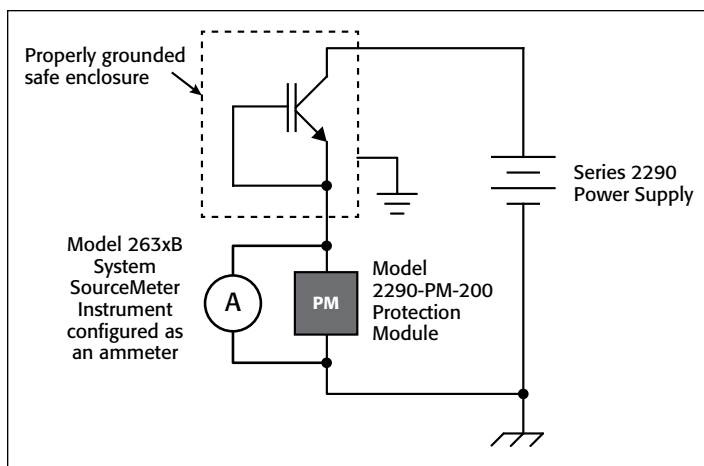 Properly grounded
safe enclosure
Series 2290
Power Supply
Model 263xB
System
SourceMeter
Instrument
configured as
an ammeter
A
PM
Model
2290-PM-200
Protection
Module